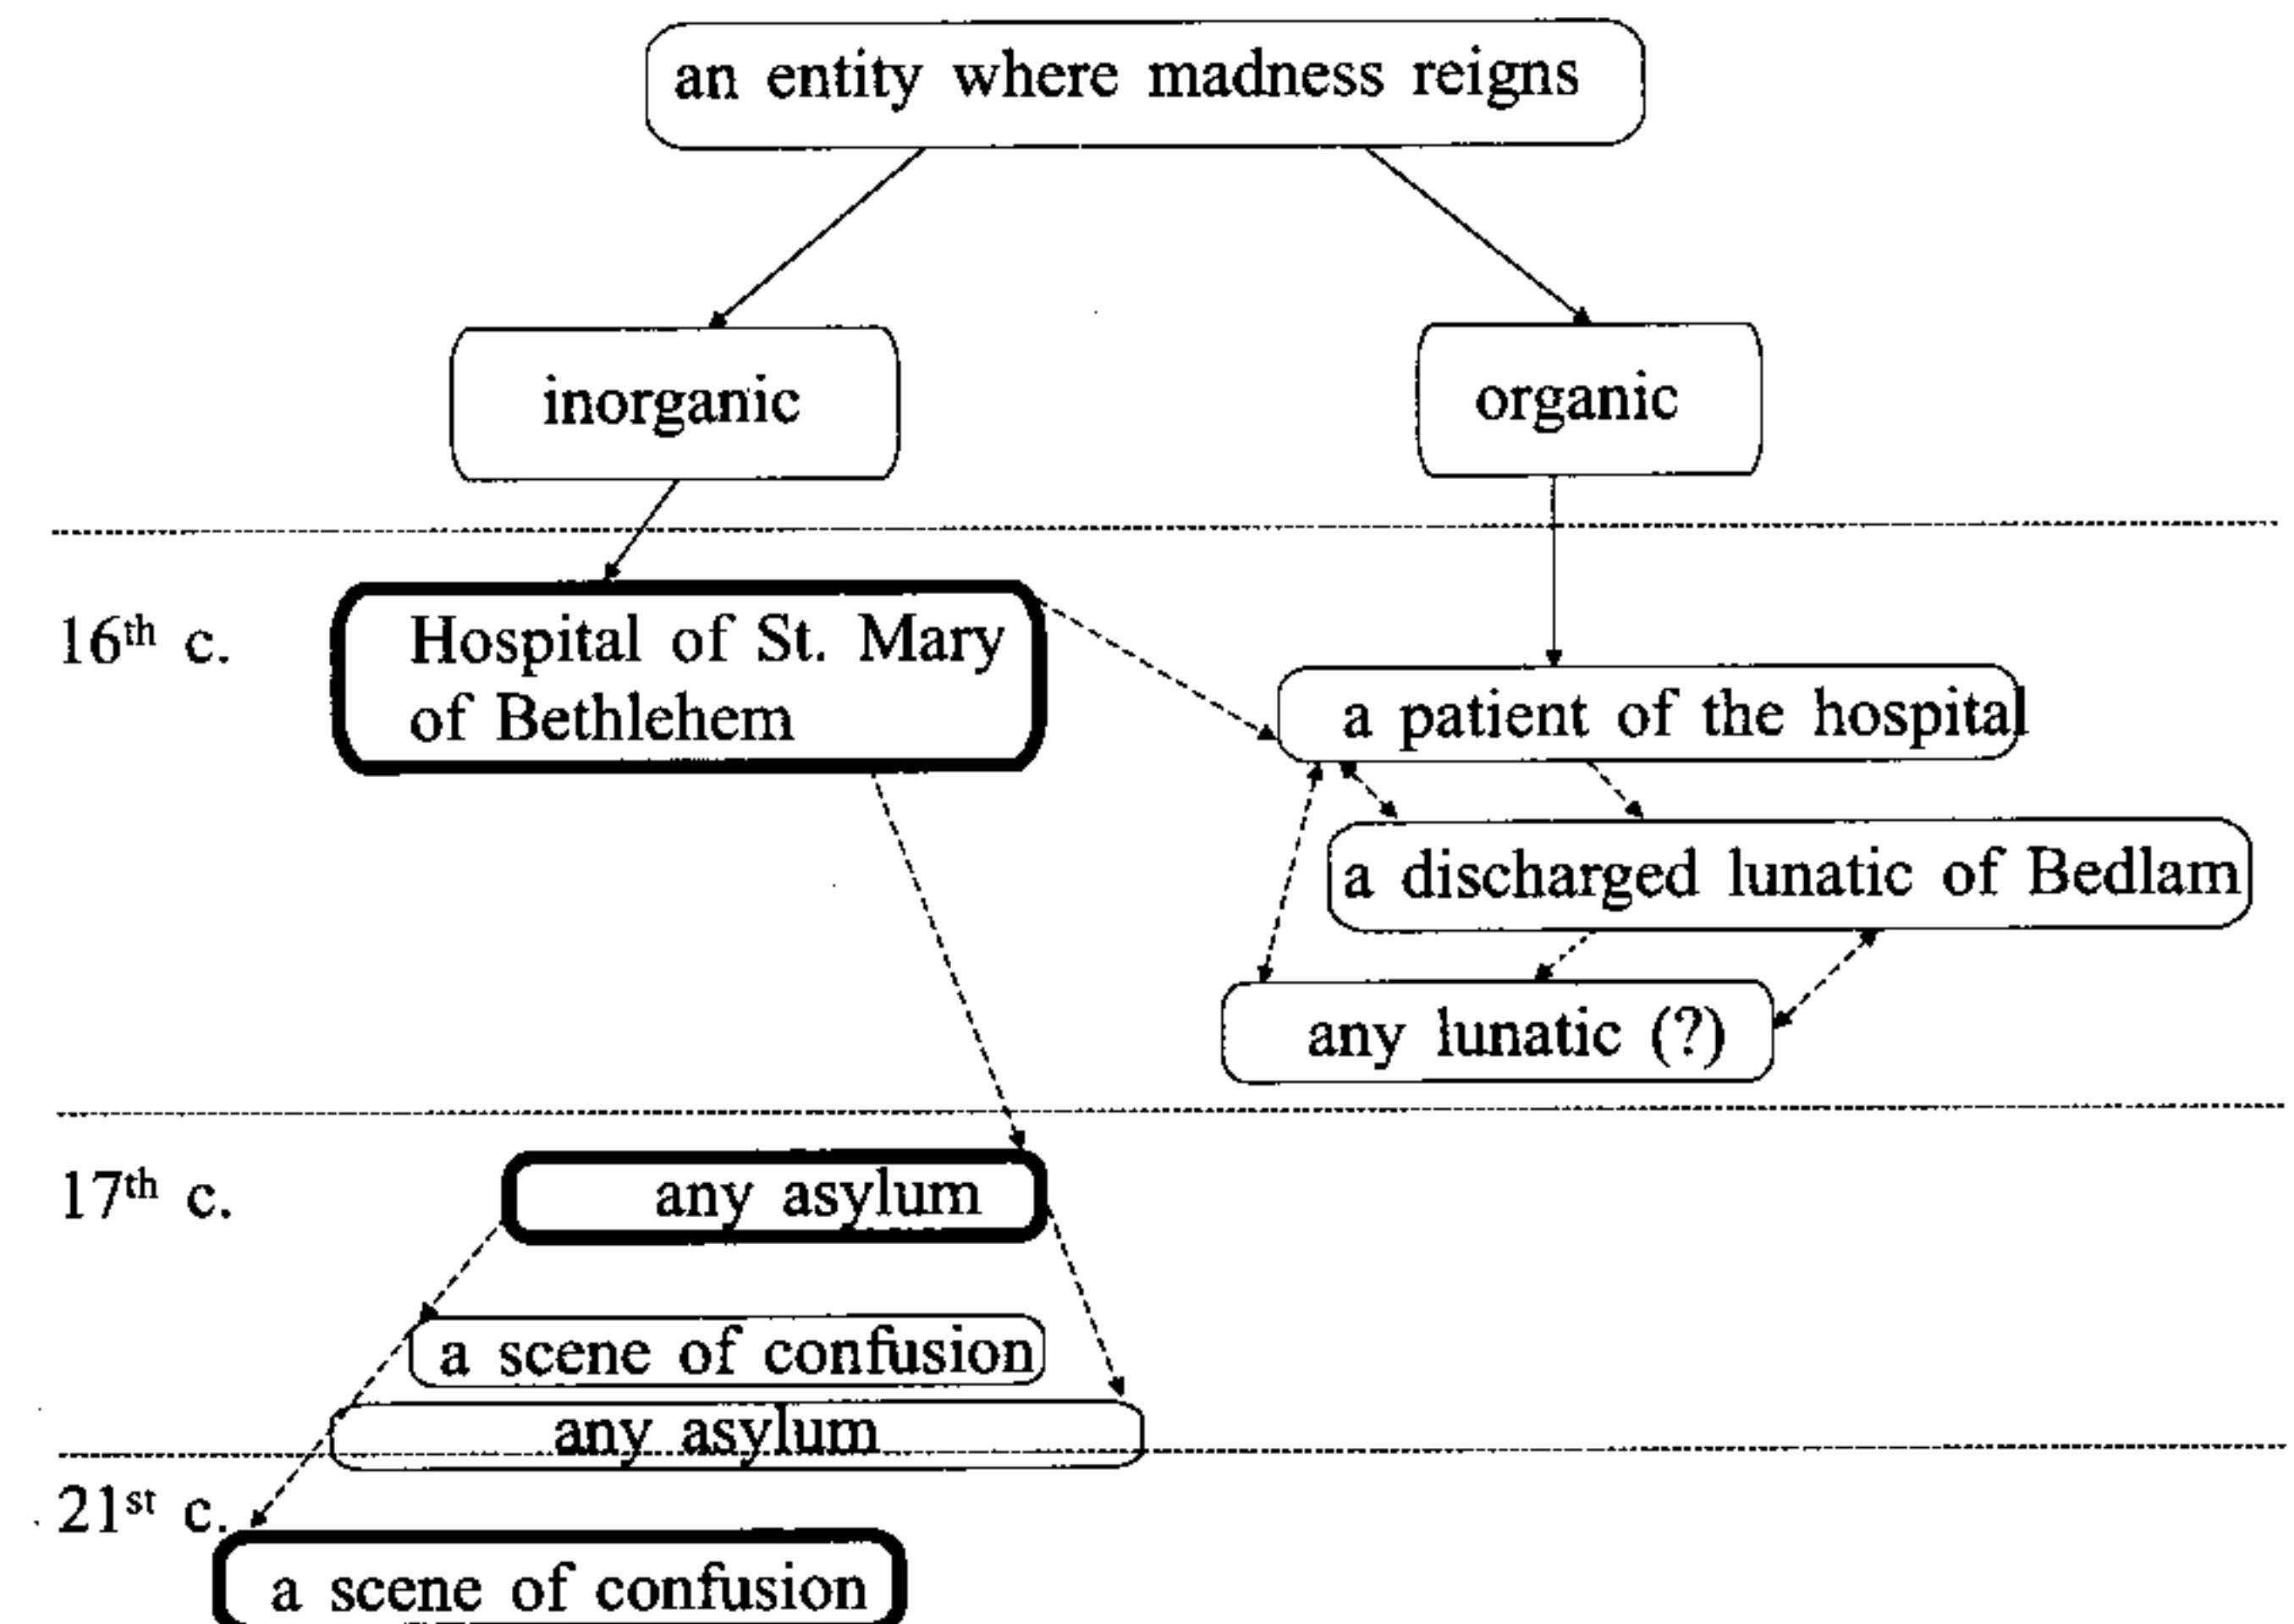 an entity where madness reigns
inorganic
organic
16th c.
Hospital of St. Mary
of Bethlehem
a patient of the hospital
a discharged lunatic of Bedlam
any lunatic (?)
17th c.
any asylum
a scene of confusion
any asylum
21st c.
a scene of confusion